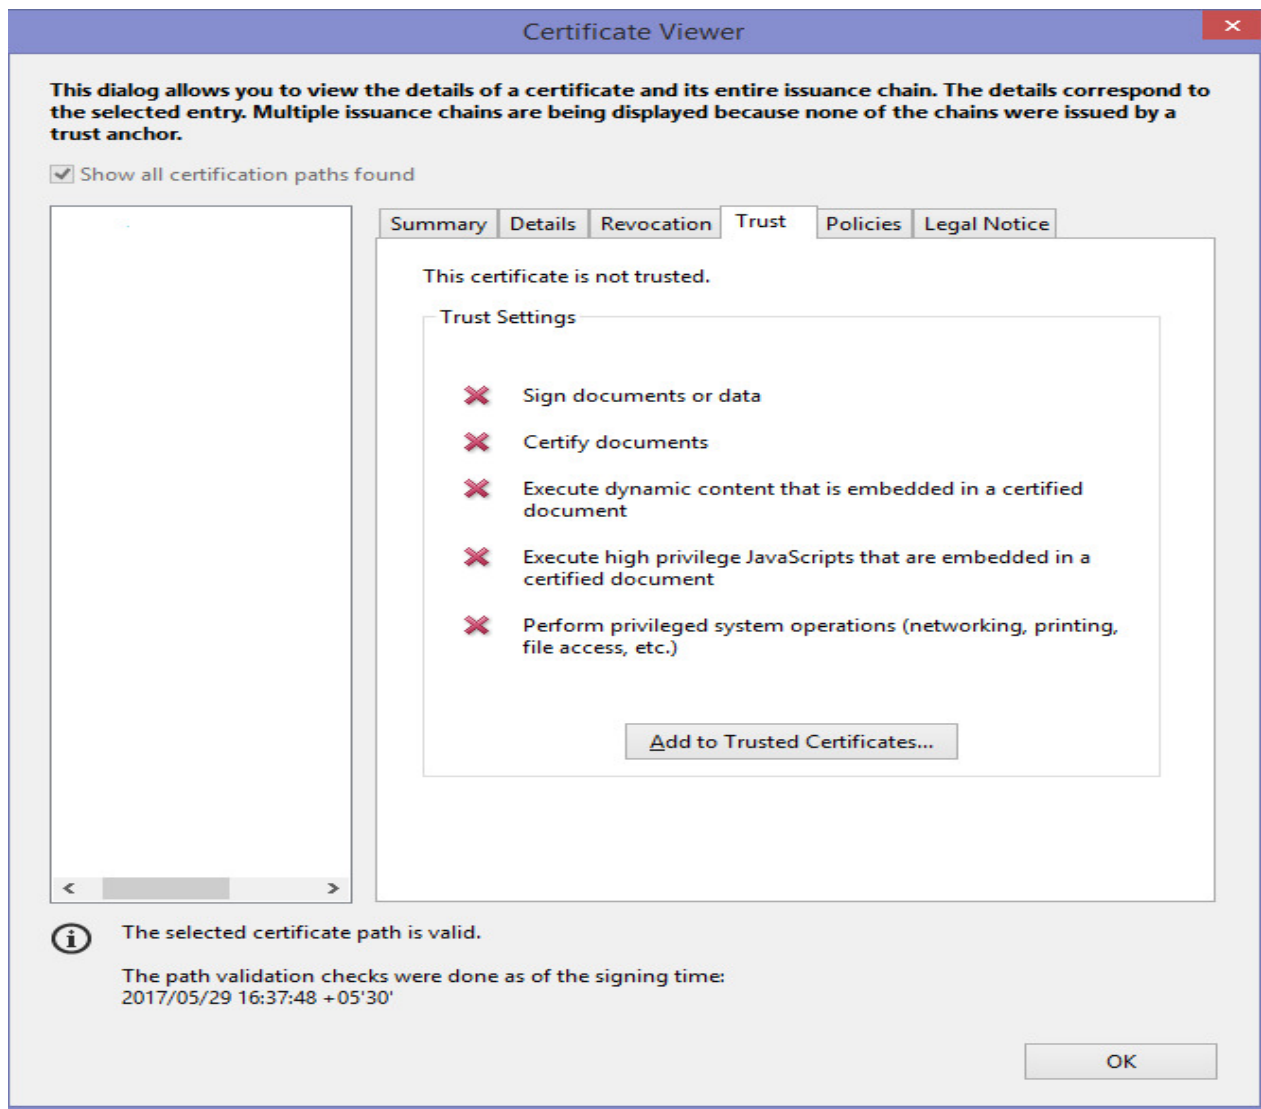 Certificate Viewer
This dialog allows you to view the details of a certificate and its entire issuance chain. The details correspond to
the selected entry. Multiple issuance chains are being displayed because none of the chains were issued by a
trust anchor.
Show all certification paths found
Summary Details Revocation Trust Policies Legal Notice
This certificate is not trusted.
Trust Settings
Sign documents or data
Certify documents
Execute dynamic content that is embedded in a certified
document
Execute high privilege JavaScripts that are embedded in a
certified document
Perform privileged system operations (networking, printing,
file access, etc.)
Add to Trusted Certificates...
The selected certificate path is valid.
The path validation checks were done as of the signing time:
2017/05/29 16:37:48 +05'30'
OK